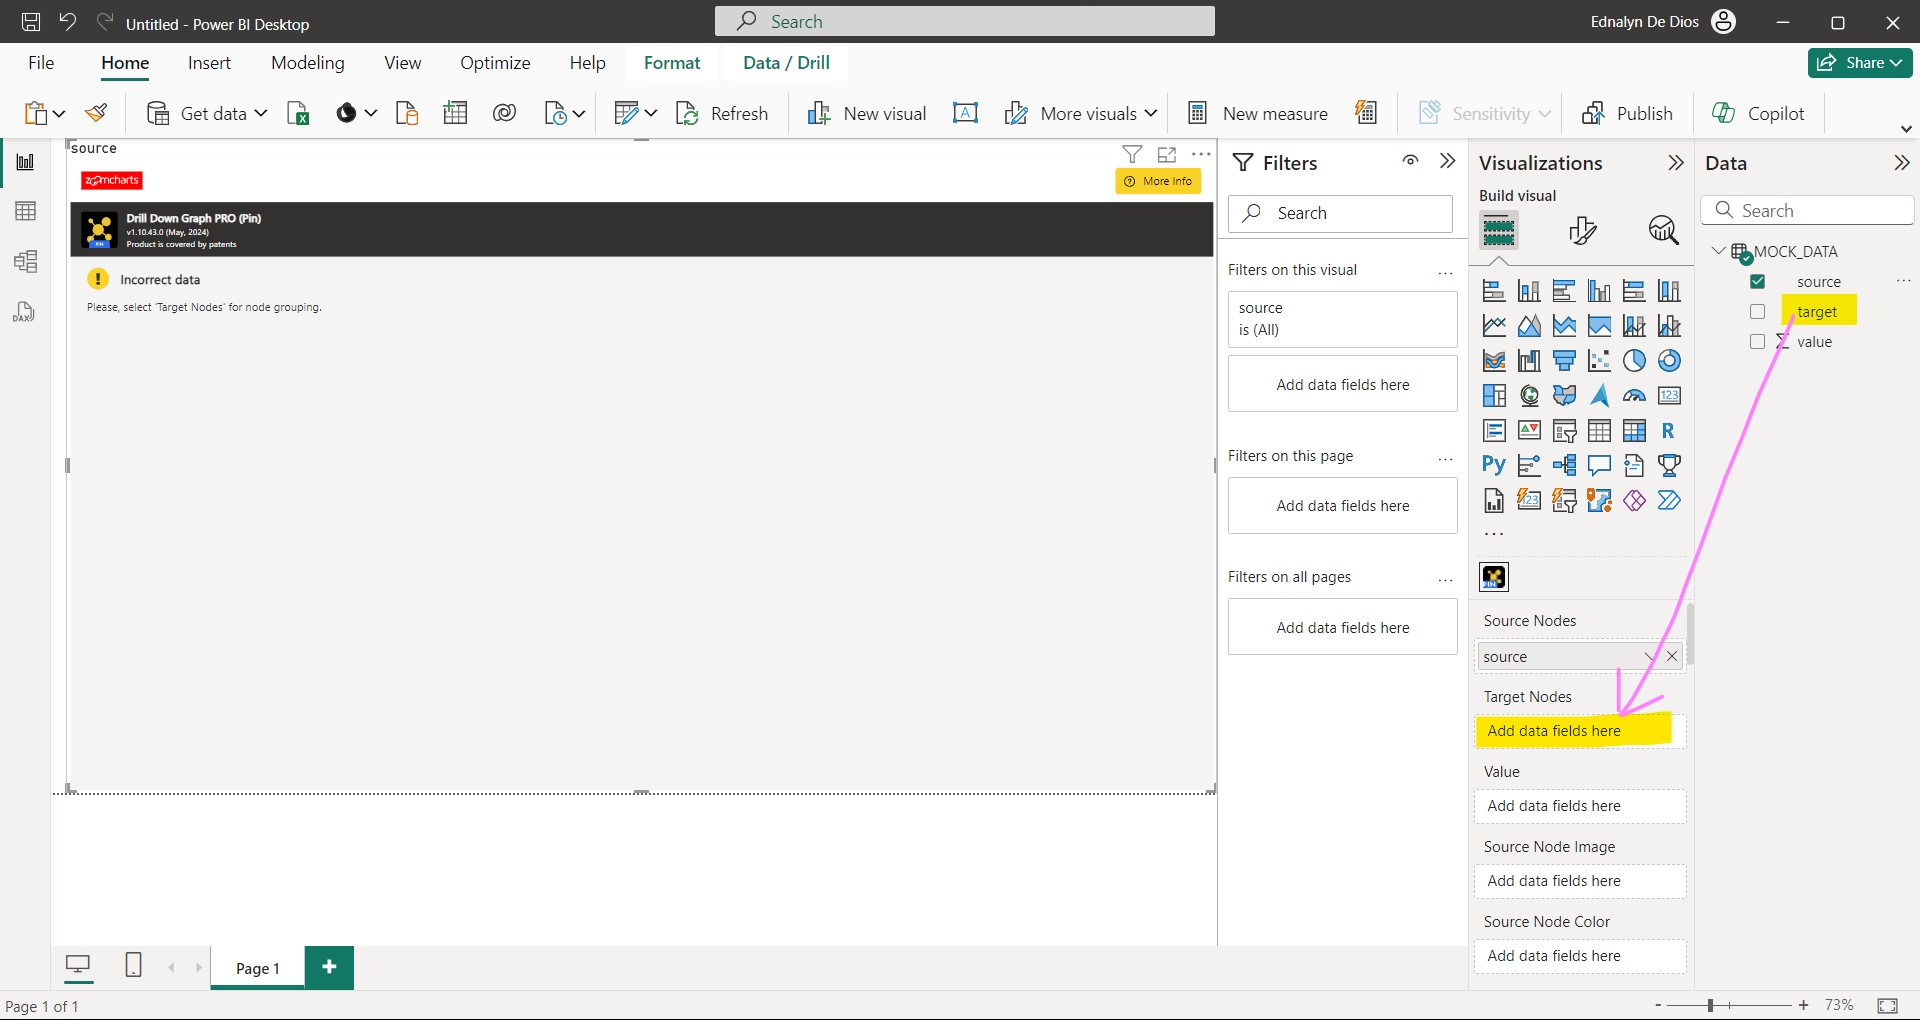 Untitled - Power BI Desktop
Search
Ednalyn De Dios
File
Home
Insert
Modeling
View
Optimize
Help
Format
Data / Drill
Share
Get data
Refresh
New visual
A
More visuals
New measure
Sensitivity
Publish
Copilot
DAX
source
zoomcharts
More Info
Drill Down Graph PRO (Pin)
v1.10.43.0 (May, 2024)
Product is covered by patents
PIN
Incorrect data
Please, select 'Target Nodes' for node grouping.
Filters
Search
Filters on this visual
...
source
is (All)
Add data fields here
Filters on this page
...
Add data fields here
Filters on all pages
...
Add data fields here
Visualizations
Build visual
123
R
Py
123
...
PIN
Source Nodes
source
Target Nodes
Add data fields here
Value
Add data fields here
Source Node Image
Add data fields here
Source Node Color
Add data fields here
Data
Search
MOCK_DATA
source
...
target
Σ value
Page 1
+
Page 1 of 1
- + 73%